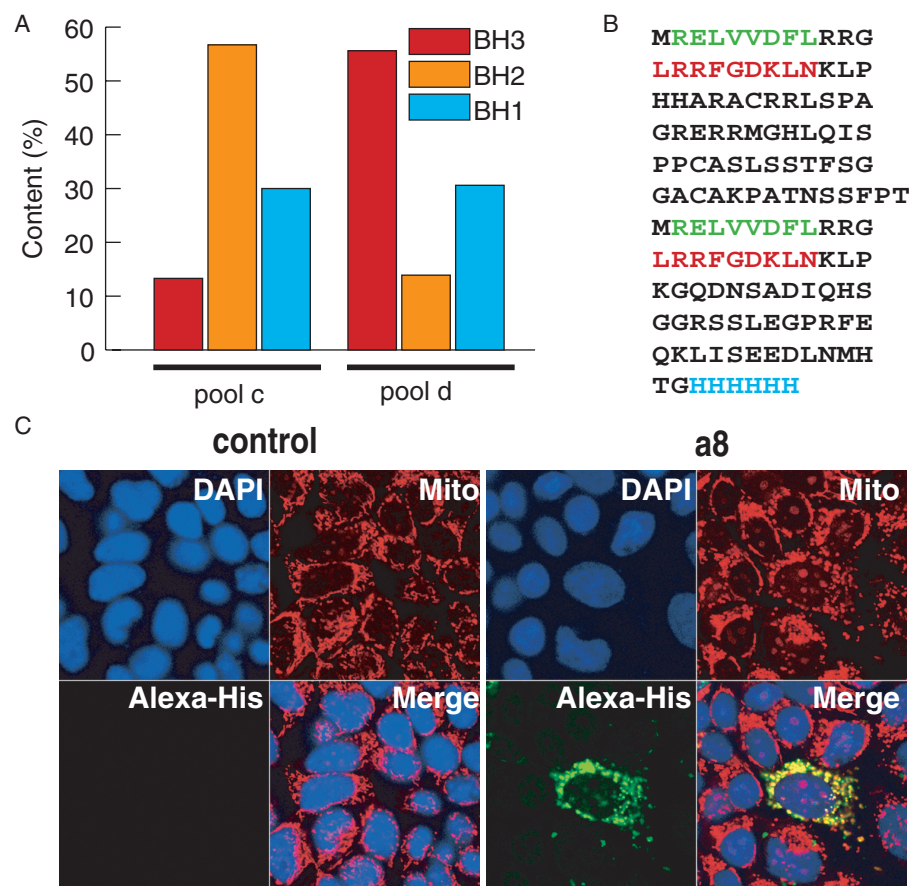 A
60
50
40
30
20
10
0
Content (%)
BH3
BH2
BH1
pool c
pool d
B
MRELVVDFLRRG
LRRFGDKLNKLP
HHARACRRLSPA
GRERRMGHLQIS
PPCASLSSTFSG
GACAKPATNSSFPT
MRELVVDFLRRG
LRRFGDKLNKLP
KGQDNSADIQHS
GGRSSLEGPRFE
QKLISEEDLNMH
TGHHHHHH
C
control
a8
DAPI
Mito
DAPI
Mito
Alexa-His
Merge
Alexa-His
Merge